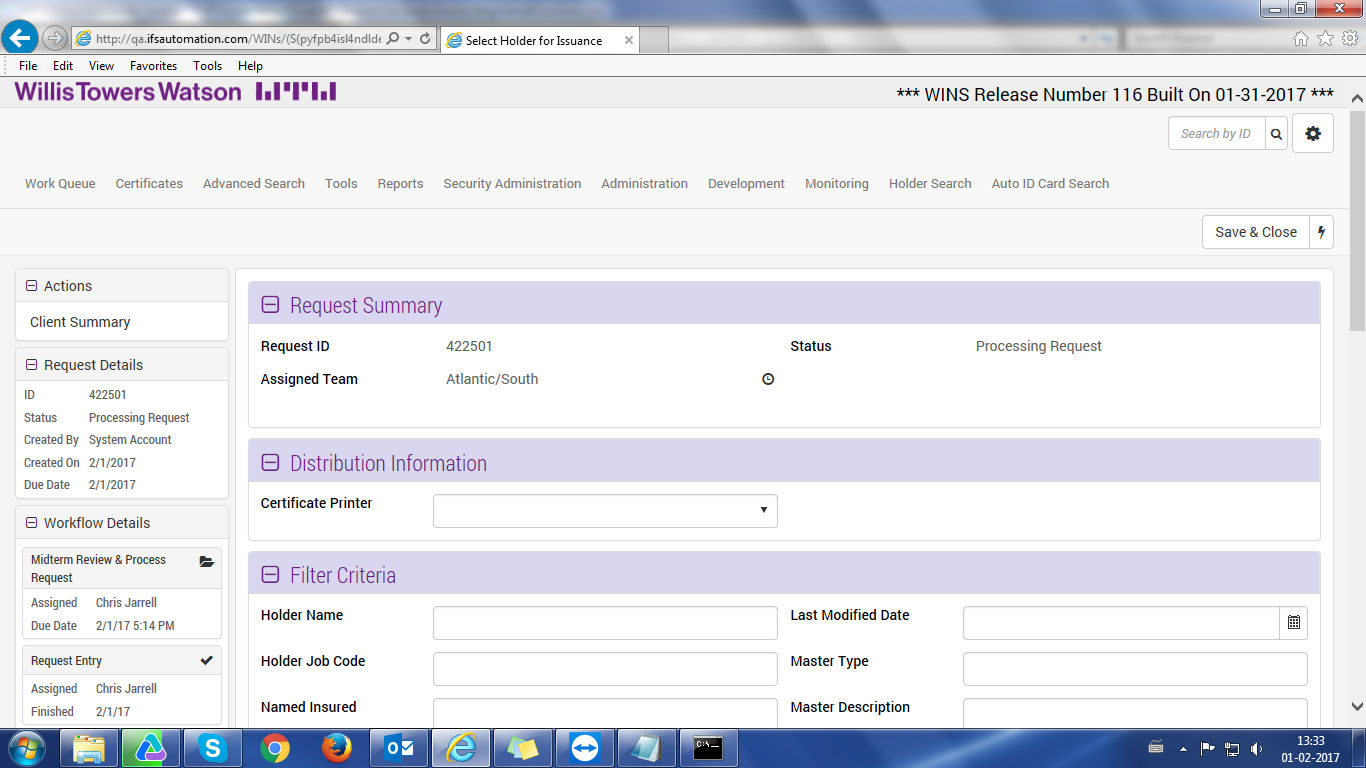 http://qa.ifsautomation.com/WINs/(S(pyfpb4isl4ndlde
Select Holder for Issuance
File Edit View Favorites Tools Help
Willis Towers Watson
*** WINS Release Number 116 Built On 01-31-2017 ***
Search by ID
Work Queue Certificates Advanced Search Tools Reports Security Administration Administration Development Monitoring Holder Search Auto ID Card Search
Save & Close
Actions
Client Summary
Request Details
ID 422501
Status Processing Request
Created By System Account
Created On 2/1/2017
Due Date 2/1/2017
Workflow Details
Midterm Review & Process
Request
Assigned Chris Jarrell
Due Date 2/1/17 5:14 PM
Request Entry
Assigned Chris Jarrell
Finished 2/1/17
Request Summary
Request ID 422501 Status Processing Request
Assigned Team Atlantic/South
Distribution Information
Certificate Printer
Filter Criteria
Holder Name Last Modified Date
Holder Job Code Master Type
Named Insured Master Description
13:33
01-02-2017